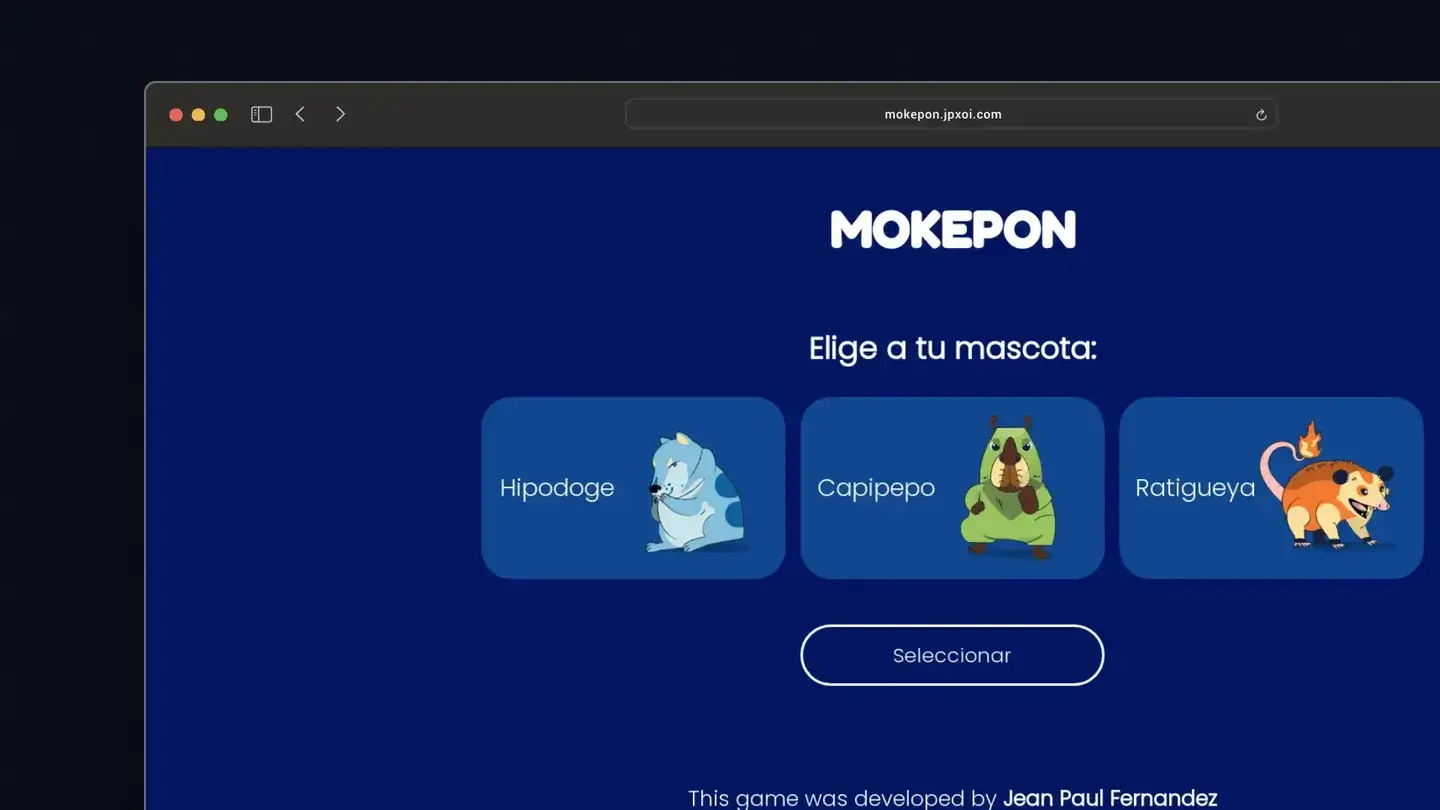 mokepon.jpxoi.com
MOKEPON
Elige a tu mascota:
Hipodoge
Capipepo
Ratigueya
Seleccionar
This game was developed by Jean Paul Fernandez